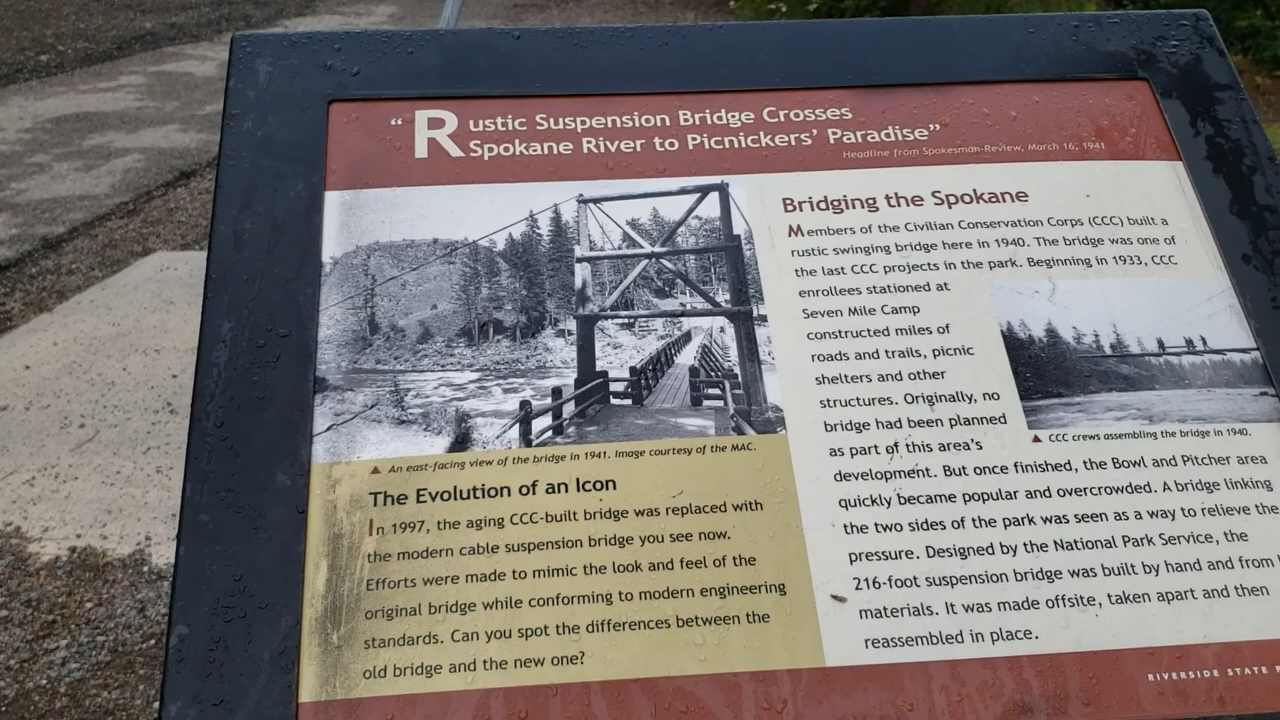 "Rustic Suspension Bridge Crosses
Spokane River to Picnickers' Paradise"
Headline from Spokesman-Review, March 16, 1941
An east-facing view of the bridge in 1941. Image courtesy of the MAC.
The Evolution of an Icon
In 1997, the aging CCC-built bridge was replaced with
the modern cable suspension bridge you see now.
Efforts were made to mimic the look and feel of the
original bridge while conforming to modern engineering
standards. Can you spot the differences between the
old bridge and the new one?
Bridging the Spokane
Members of the Civilian Conservation Corps (CCC) built a
rustic swinging bridge here in 1940. The bridge was one of
the last CCC projects in the park. Beginning in 1933, CCC
enrollees stationed at
Seven Mile Camp
constructed miles of
roads and trails, picnic
shelters and other
structures. Originally, no
bridge had been planned
as part of this area's
development. But once finished, the Bowl and Pitcher area
quickly became popular and overcrowded. A bridge linking
the two sides of the park was seen as a way to relieve the
pressure. Designed by the National Park Service, the
216-foot suspension bridge was built by hand and from
materials. It was made offsite, taken apart and then
reassembled in place.
CCC crews assembling the bridge in 1940.
RIVERSIDE STATE